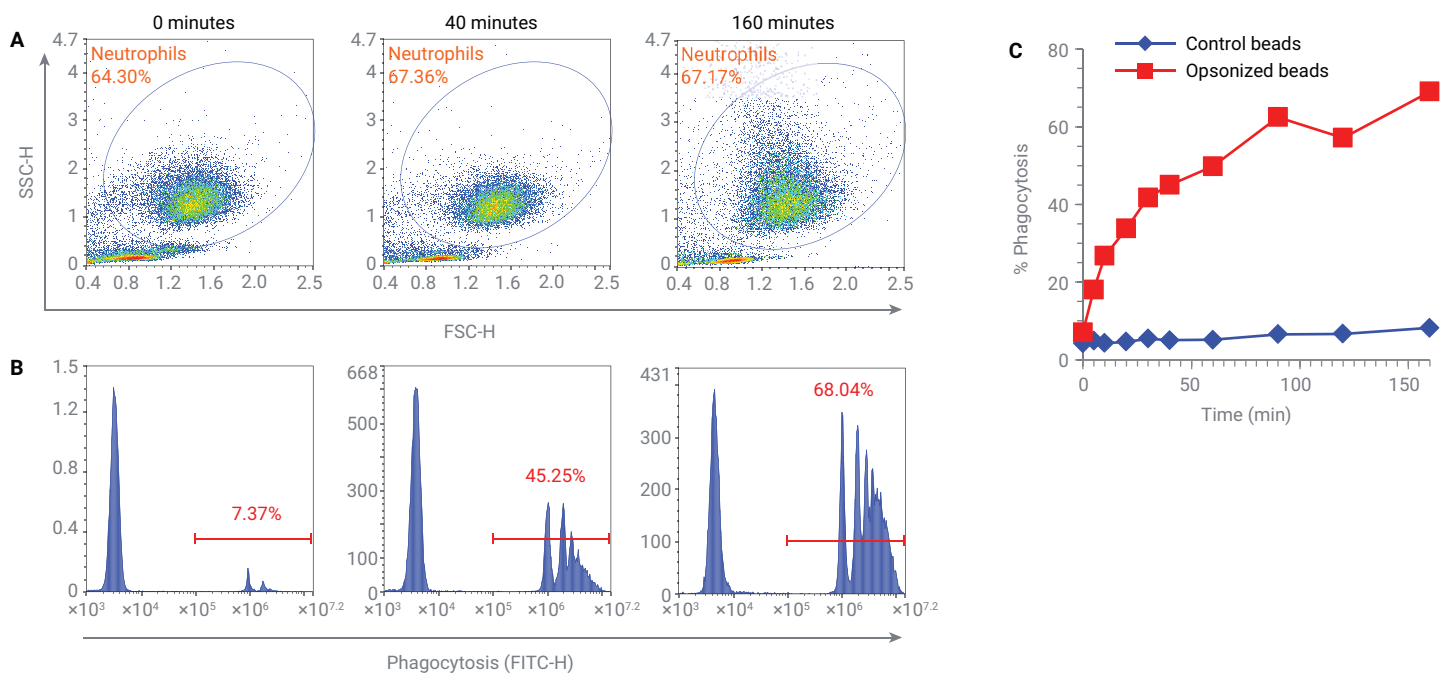 A
0 minutes
40 minutes
160 minutes
SSC-H
4.7
4
3
2
1
0
Neutrophils
64.30%
0.4 0.8 1.2 1.6 2.0 2.5
4.7
4
3
2
1
0
Neutrophils
67.36%
0.4 0.8 1.2 1.6 2.0 2.5
4.7
4
3
2
1
0
Neutrophils
67.17%
0.4 0.8 1.2 1.6 2.0 2.5
FSC-H
B
1.5
1.2
0.8
0.4
0
7.37%
×10³ ×10⁴ ×10⁵ ×10⁶ ×10⁷·²
668
500
300
100
0
45.25%
×10³ ×10⁴ ×10⁵ ×10⁶ ×10⁷·²
431
300
200
100
0
68.04%
×10³ ×10⁴ ×10⁵ ×10⁶ ×10⁷·²
Phagocytosis (FITC-H)
C
Control beads
Opsonized beads
% Phagocytosis
80
60
40
20
0
0 50 100 150
Time (min)